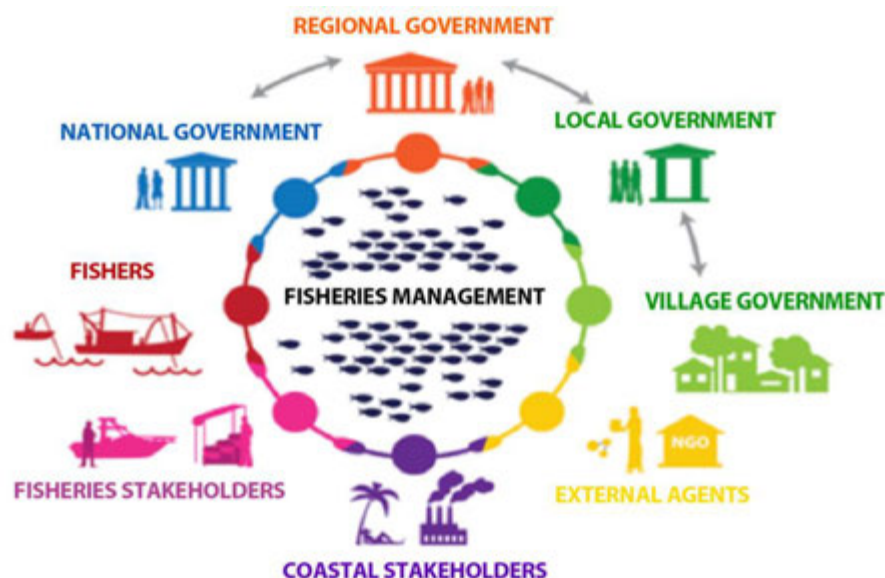 REGIONAL GOVERNMENT
NATIONAL GOVERNMENT
LOCAL GOVERNMENT
FISHERS
FISHERIES MANAGEMENT
VILLAGE GOVERNMENT
NGO
FISHERIES STAKEHOLDERS
EXTERNAL AGENTS
COASTAL STAKEHOLDERS